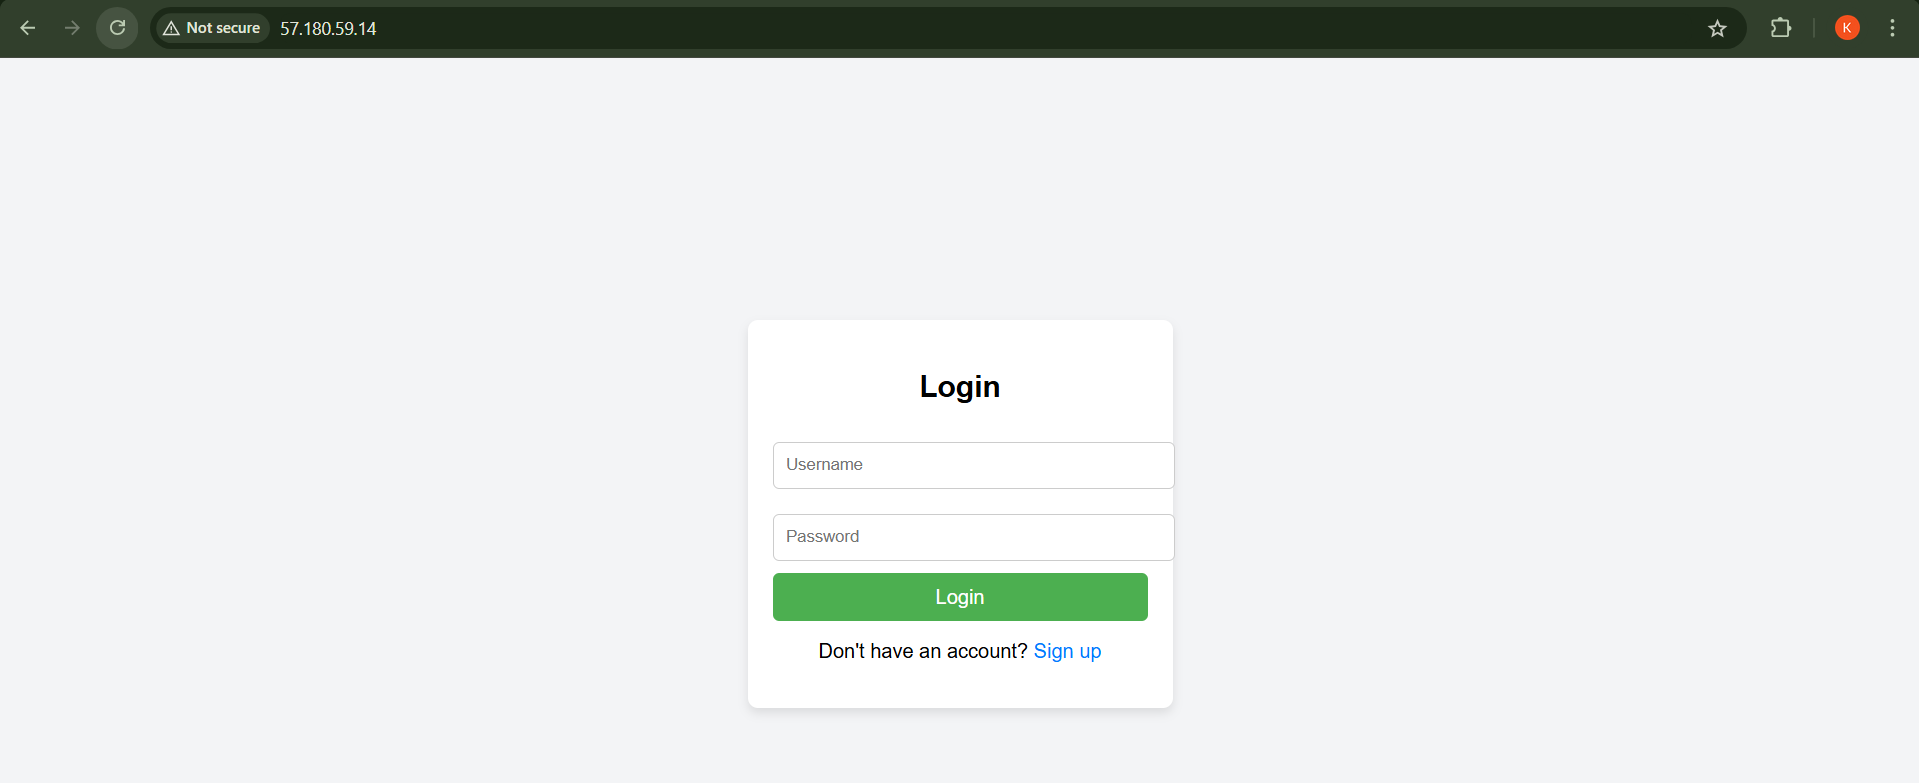 Not secure 57.180.59.14 K
Login
Username
Password
Login
Don't have an account? Sign up